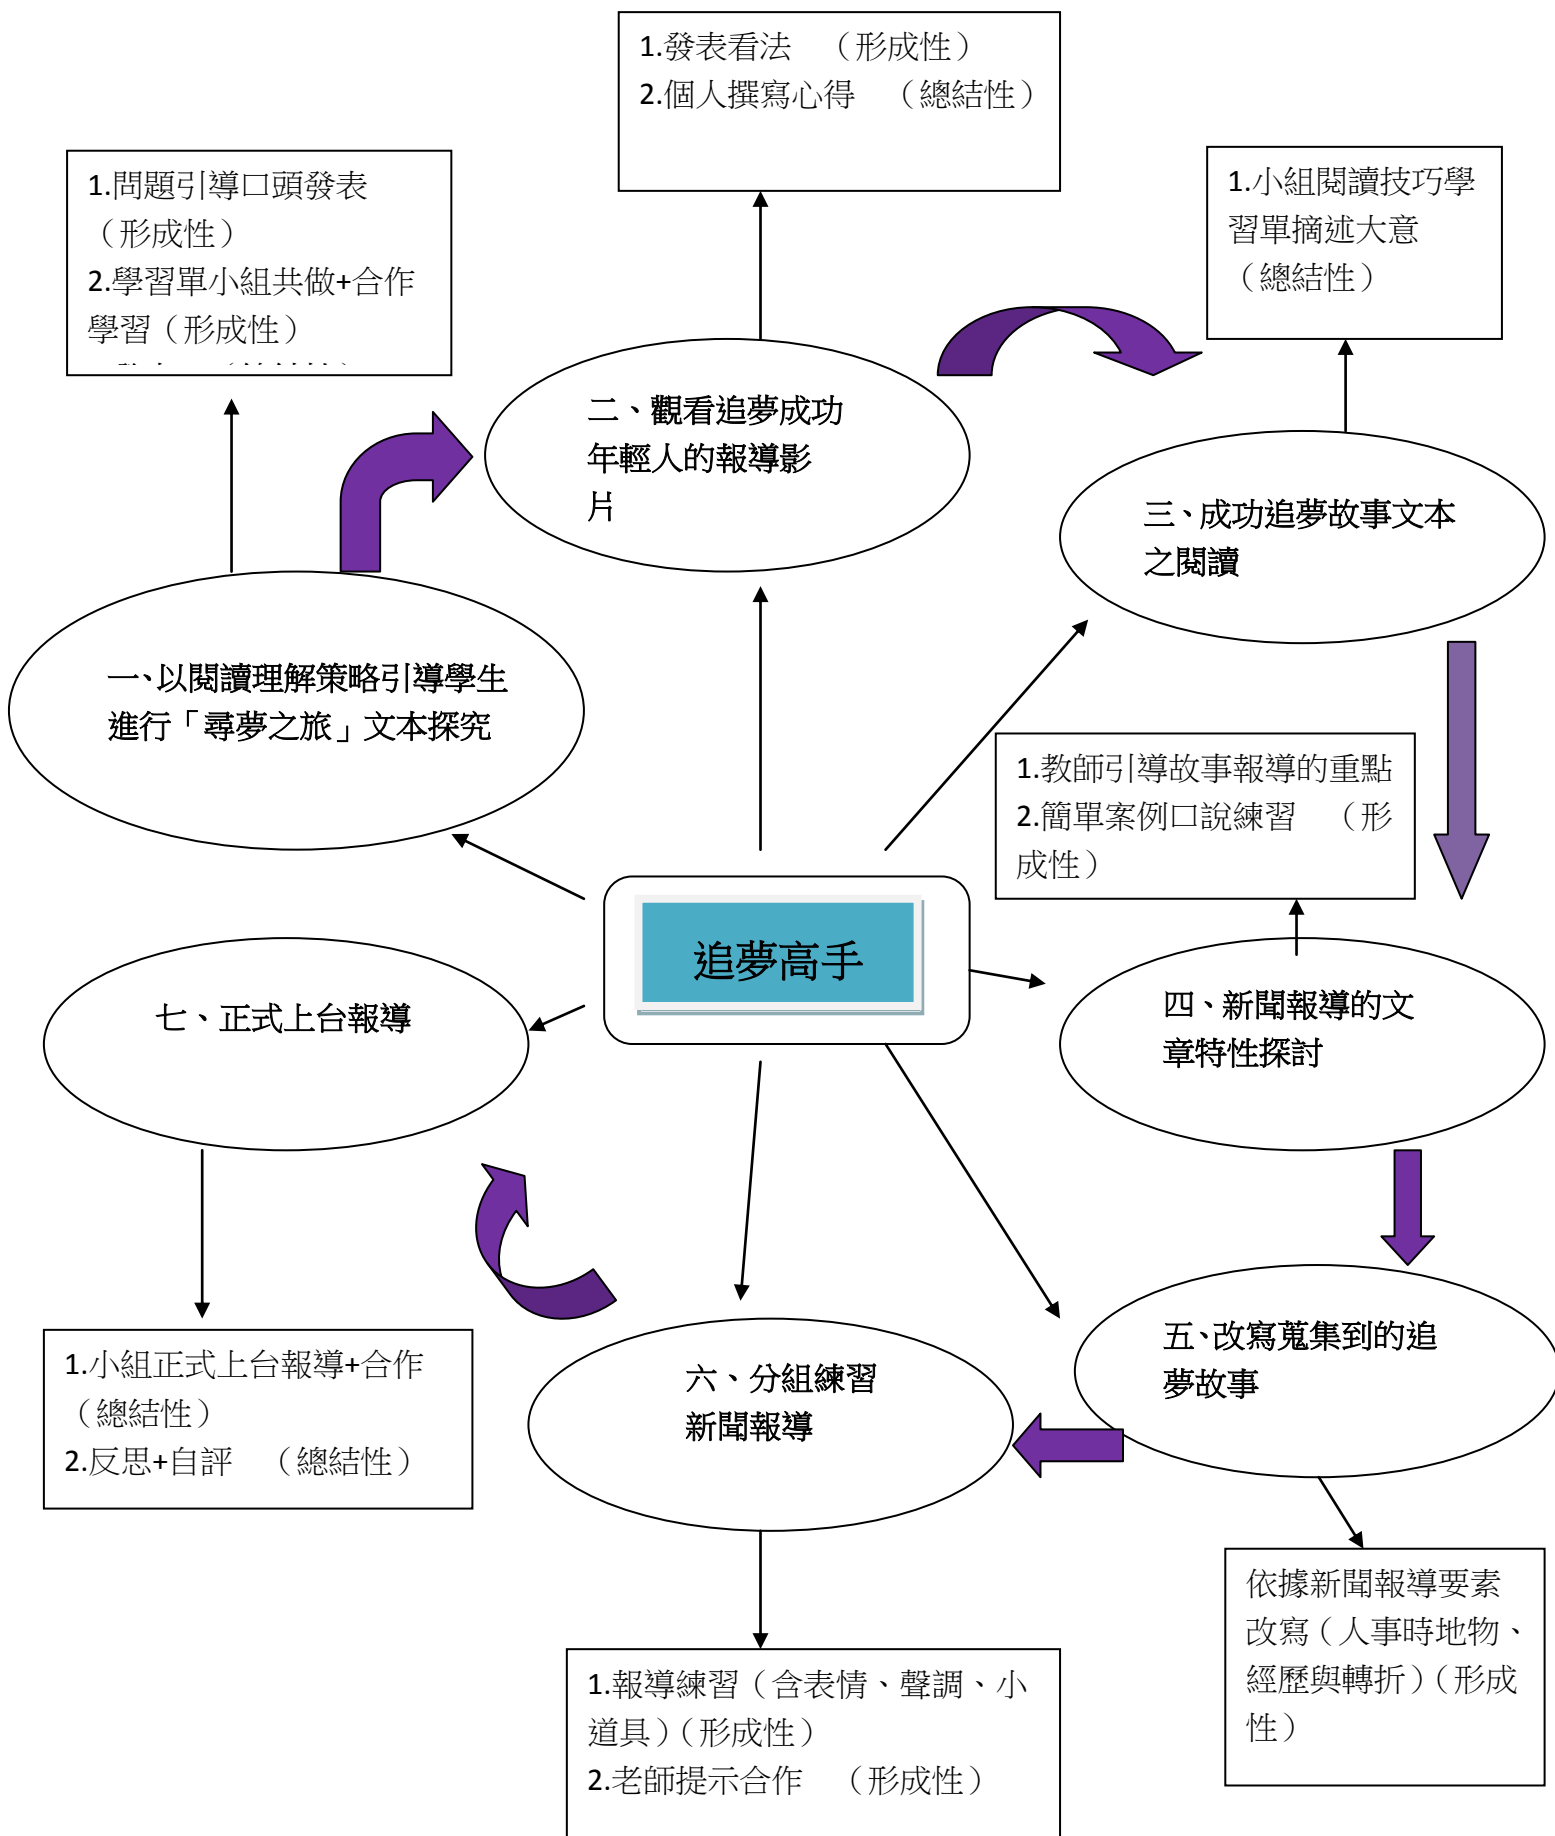 1.發表看法　（形成性）
2.個人撰寫心得　（總結性）
1.問題引導口頭發表
（形成性）
2.學習單小組共做+合作
學習（形成性）
1.小組閱讀技巧學
習單摘述大意
（總結性）
二、觀看追夢成功
年輕人的報導影
片
三、成功追夢故事文本
之閱讀
一、以閱讀理解策略引導學生
進行「尋夢之旅」文本探究
1.教師引導故事報導的重點
2.簡單案例口說練習　（形
成性）
追夢高手
七、正式上台報導
四、新聞報導的文
章特性探討
1.小組正式上台報導+合作
（總結性）
2.反思+自評　（總結性）
六、分組練習
新聞報導
五、改寫蒐集到的追
夢故事
依據新聞報導要素
改寫（人事時地物、
經歷與轉折）（形成
性）
1.報導練習（含表情、聲調、小
道具）（形成性）
2.老師提示合作　（形成性）